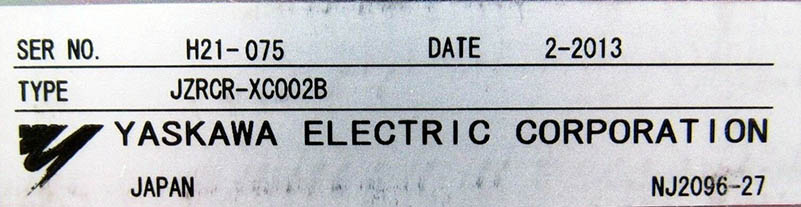 SER NO. H21-075 DATE 2-2013
TYPE JZRCR-XC002B
YASKAWA ELECTRIC CORPORATION
JAPAN NJ2096-27